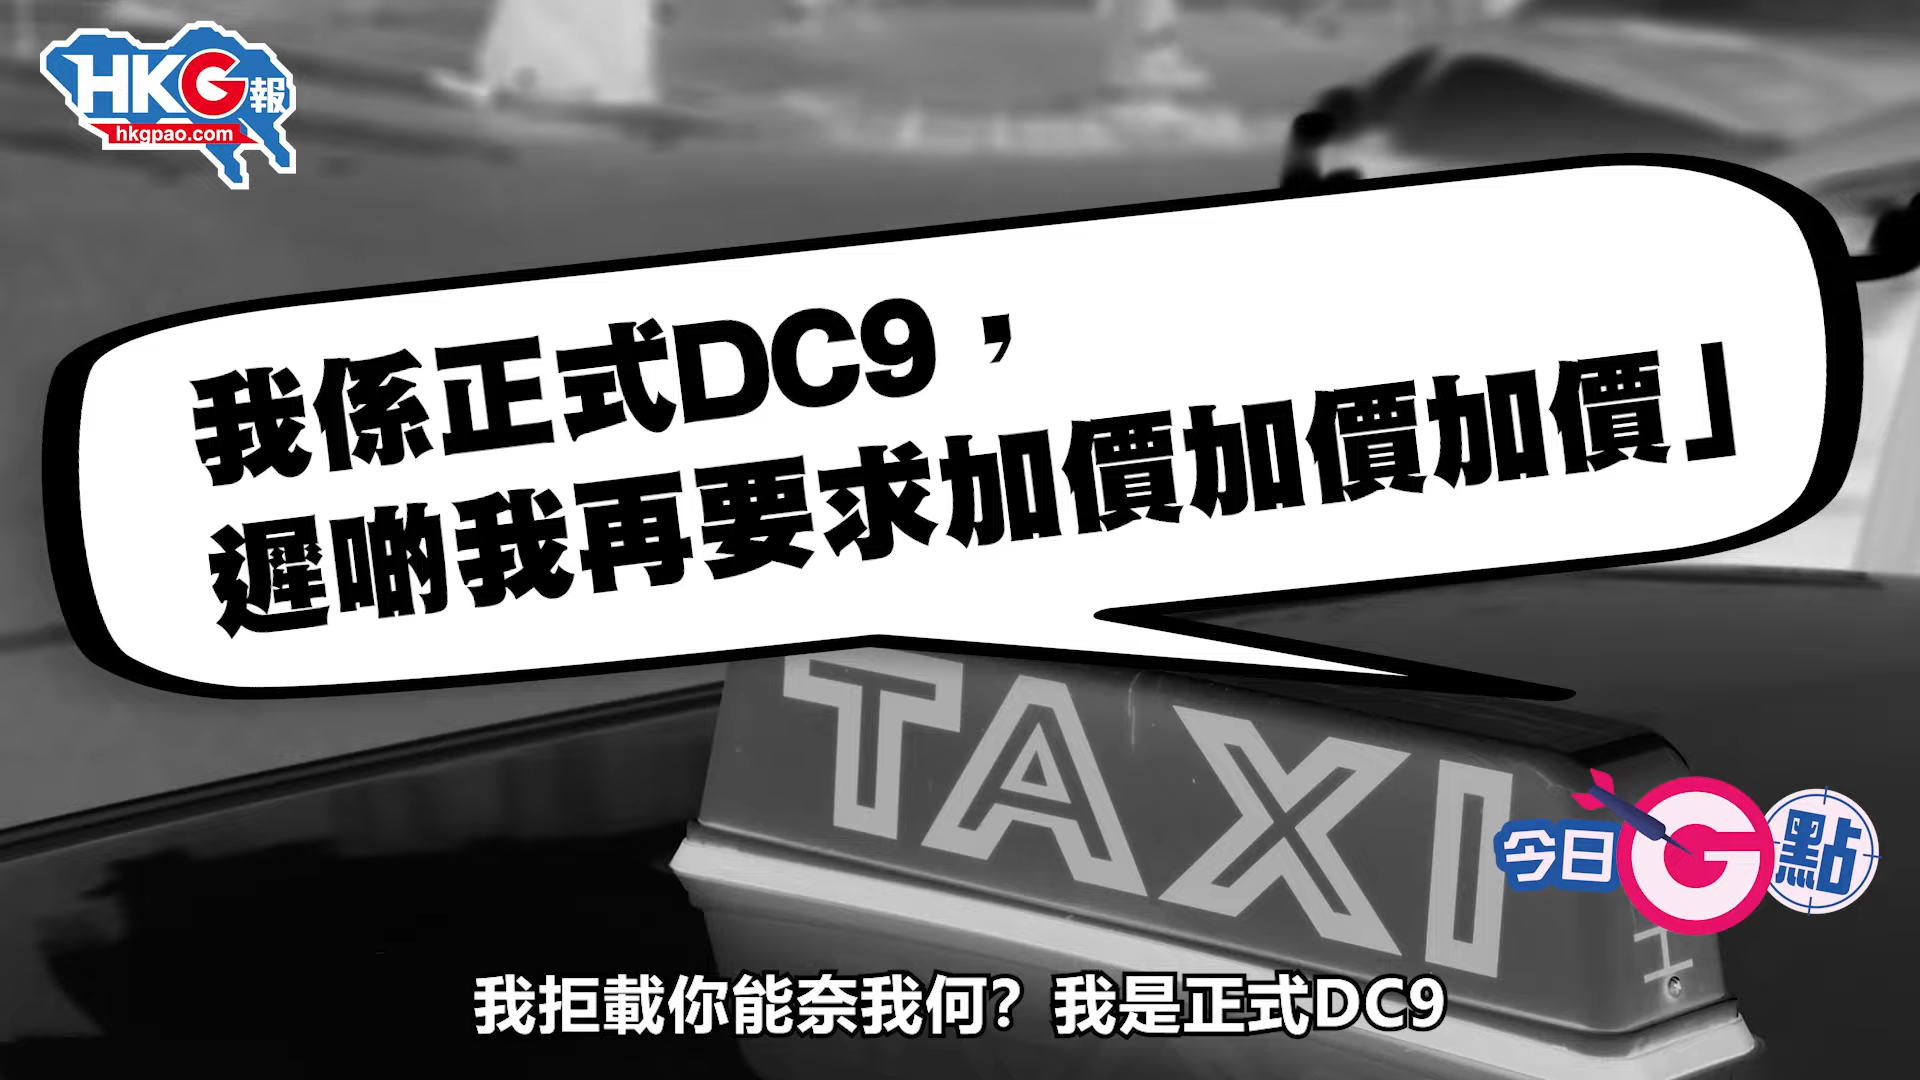 HKG報
hkgpao.com
我係正式DC9，
遲啲我再要求加價加價加價」
TAXI
今日G點
我拒載你能奈我何？我是正式DC9